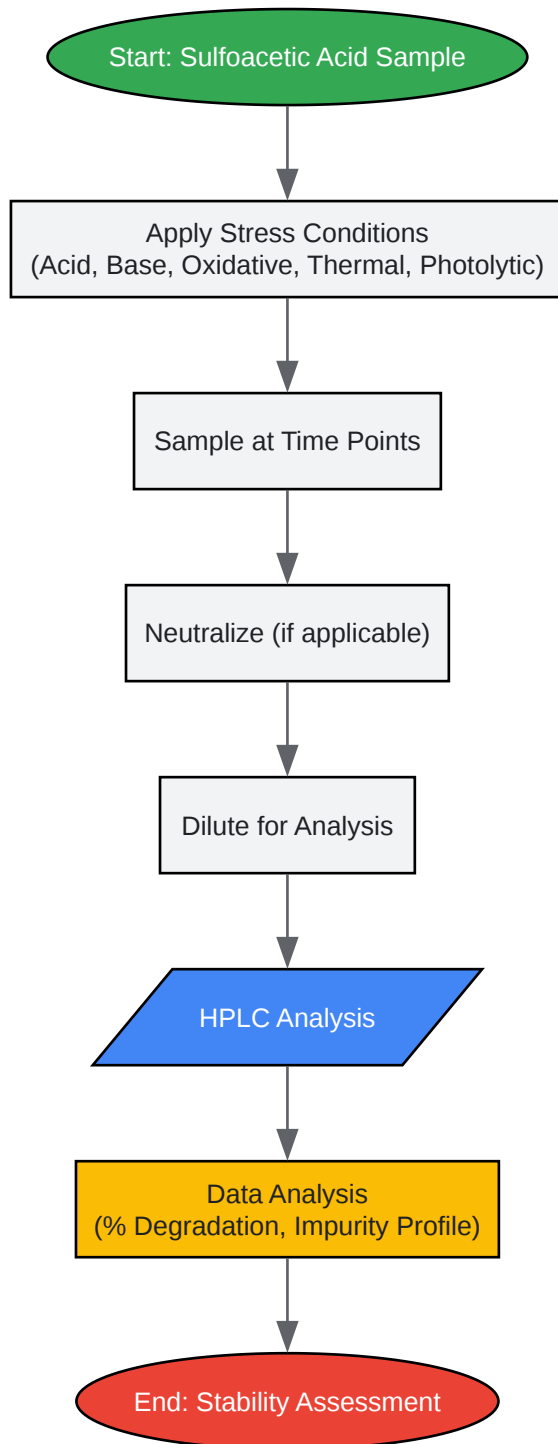 Start: Sulfoacetic Acid Sample
Apply Stress Conditions
(Acid, Base, Oxidative, Thermal, Photolytic)
Sample at Time Points
Neutralize (if applicable)
Dilute for Analysis
HPLC Analysis
Data Analysis
(% Degradation, Impurity Profile)
End: Stability Assessment